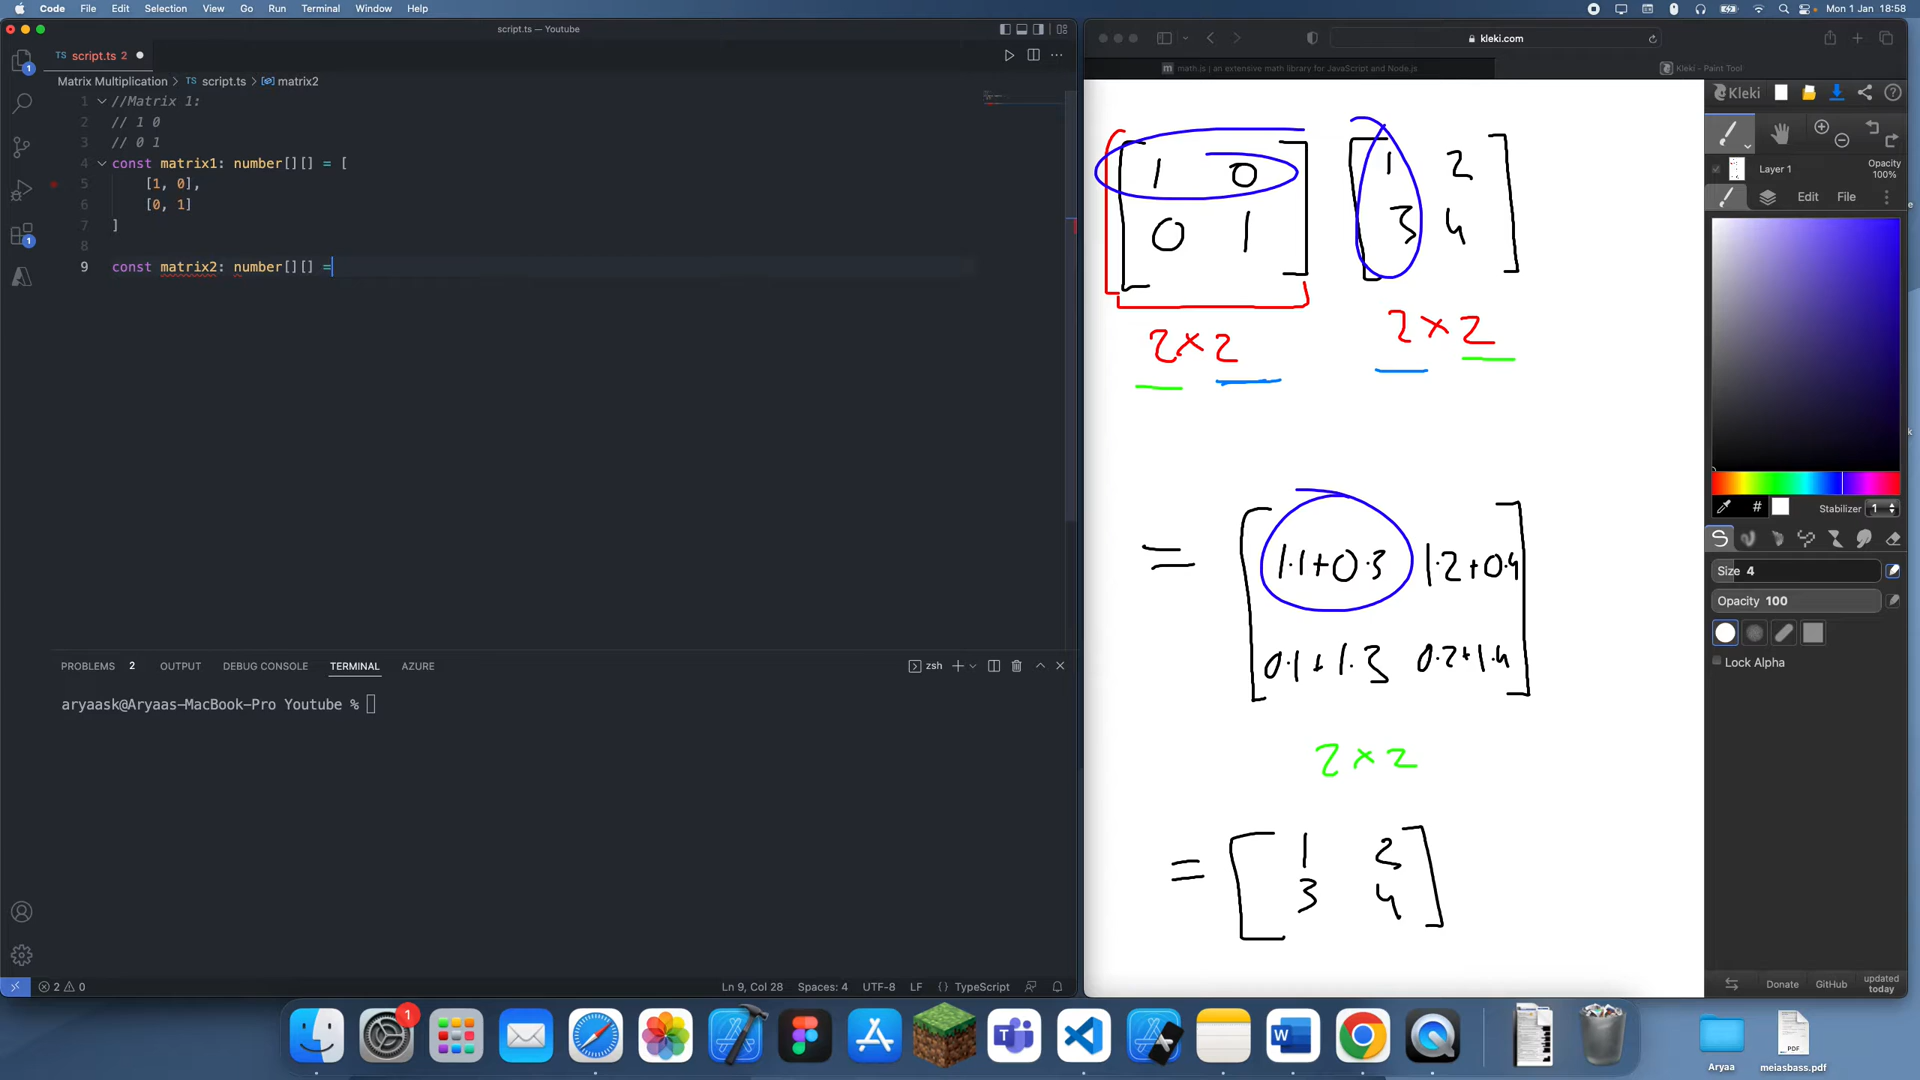 Code File Edit Selection View Go Run Terminal Window Help
Mon 1 Jan 18:58
script.ts — Youtube
TS script.ts 2
Matrix Multiplication > script.ts > matrix2
1 //Matrix 1:
2 // 1 0
3 // 0 1
4 const matrix1: number[][] = [
5 [1, 0],
6 [0, 1]
7 ]
8
9 const matrix2: number[][] =
1
1
PROBLEMS 2 OUTPUT DEBUG CONSOLE TERMINAL AZURE
zsh
aryaask@Aryaas-MacBook-Pro Youtube %
2 0
Ln 9, Col 28 Spaces: 4 UTF-8 LF {} TypeScript
kleki.com
math.js | an extensive math library for JavaScript and Node.js
Kleki - Paint Tool
1 0 1 2
0 1 3 4
2×2 2×2
= 1·1+0·3 1·2+0·4
0·1+1·3 0·2+1·4
2×2
= 1 2
3 4
Kleki
Layer 1
Opacity
100%
Edit File
# Stabilizer 1
Size 4
Opacity 100
Lock Alpha
Donate GitHub updated today
1
Aryaa
PDF
meiasbass.pdf